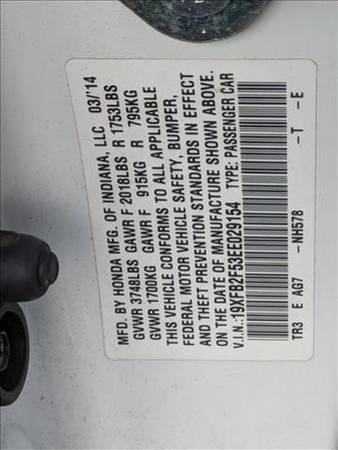 MFD. BY HONDA MFG. OF INDIANA, LLC 03/'14
GVWR 3748LBS GAWR F 2018LBS R 1753LBS
GVWR 1700KG GAWR F 915KG R 795KG
THIS VEHICLE CONFORMS TO ALL APPLICABLE
FEDERAL MOTOR VEHICLE SAFETY, BUMPER,
AND THEFT PREVENTION STANDARDS IN EFFECT
ON THE DATE OF MANUFACTURE SHOWN ABOVE.
V.I.N.:19XFB2F53EE029154 TYPE: PASSENGER CAR
TR3 E AG7 -NH578 -T -E